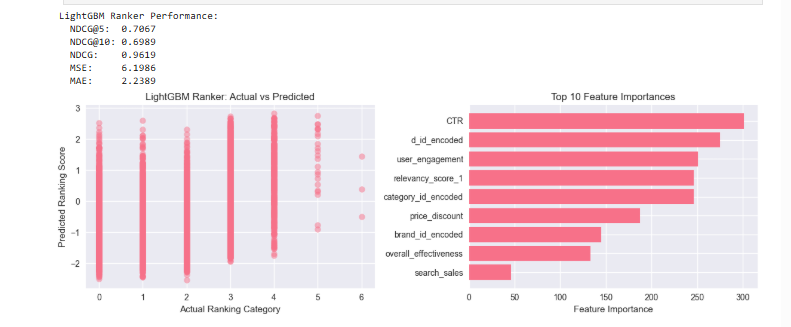 LightGBM Ranker Performance:
NDCG@5: 0.7067
NDCG@10: 0.6989
NDCG: 0.9619
MSE: 6.1986
MAE: 2.2389
LightGBM Ranker: Actual vs Predicted
Predicted Ranking Score
3
2
1
0
−1
−2
0 1 2 3 4 5 6
Actual Ranking Category
Top 10 Feature Importances
CTR
d_id_encoded
user_engagement
relevancy_score_1
category_id_encoded
price_discount
brand_id_encoded
overall_effectiveness
search_sales
0 50 100 150 200 250 300
Feature Importance